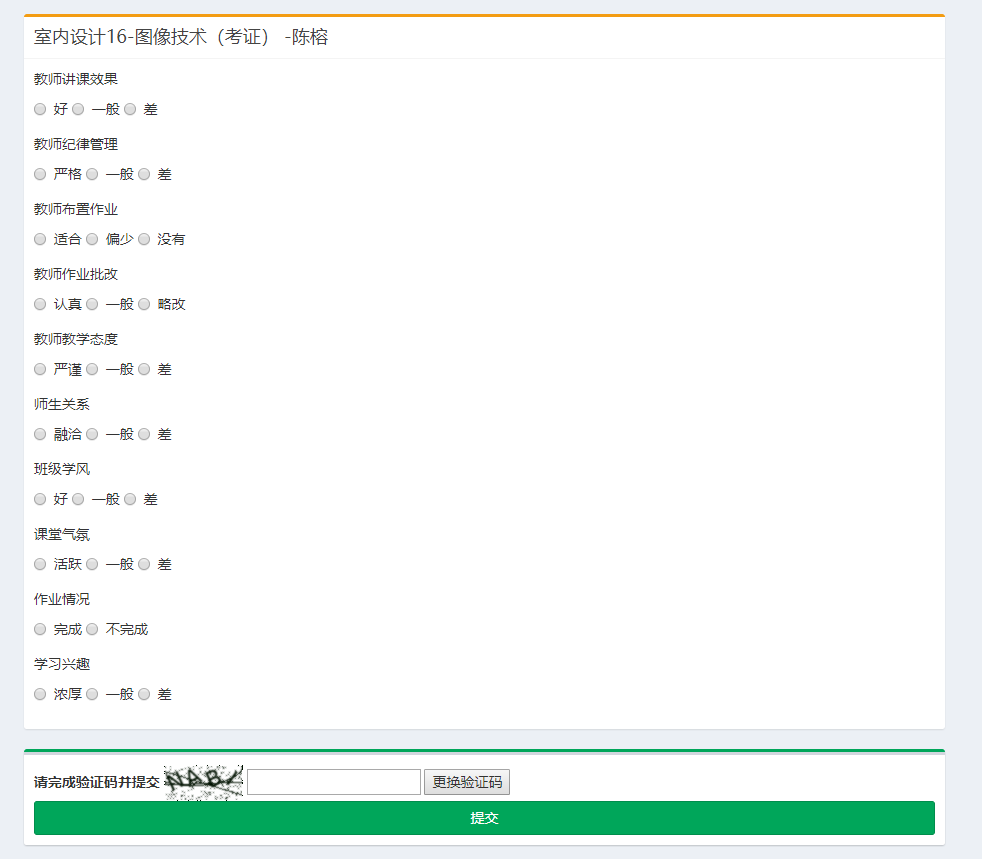 室内设计16-图像技术（考证） -陈榕
教师讲课效果
好 一般 差
教师纪律管理
严格 一般 差
教师布置作业
适合 偏少 没有
教师作业批改
认真 一般 略改
教师教学态度
严谨 一般 差
师生关系
融洽 一般 差
班级学风
好 一般 差
课堂气氛
活跃 一般 差
作业情况
完成 不完成
学习兴趣
浓厚 一般 差
请完成验证码并提交 更换验证码
提交